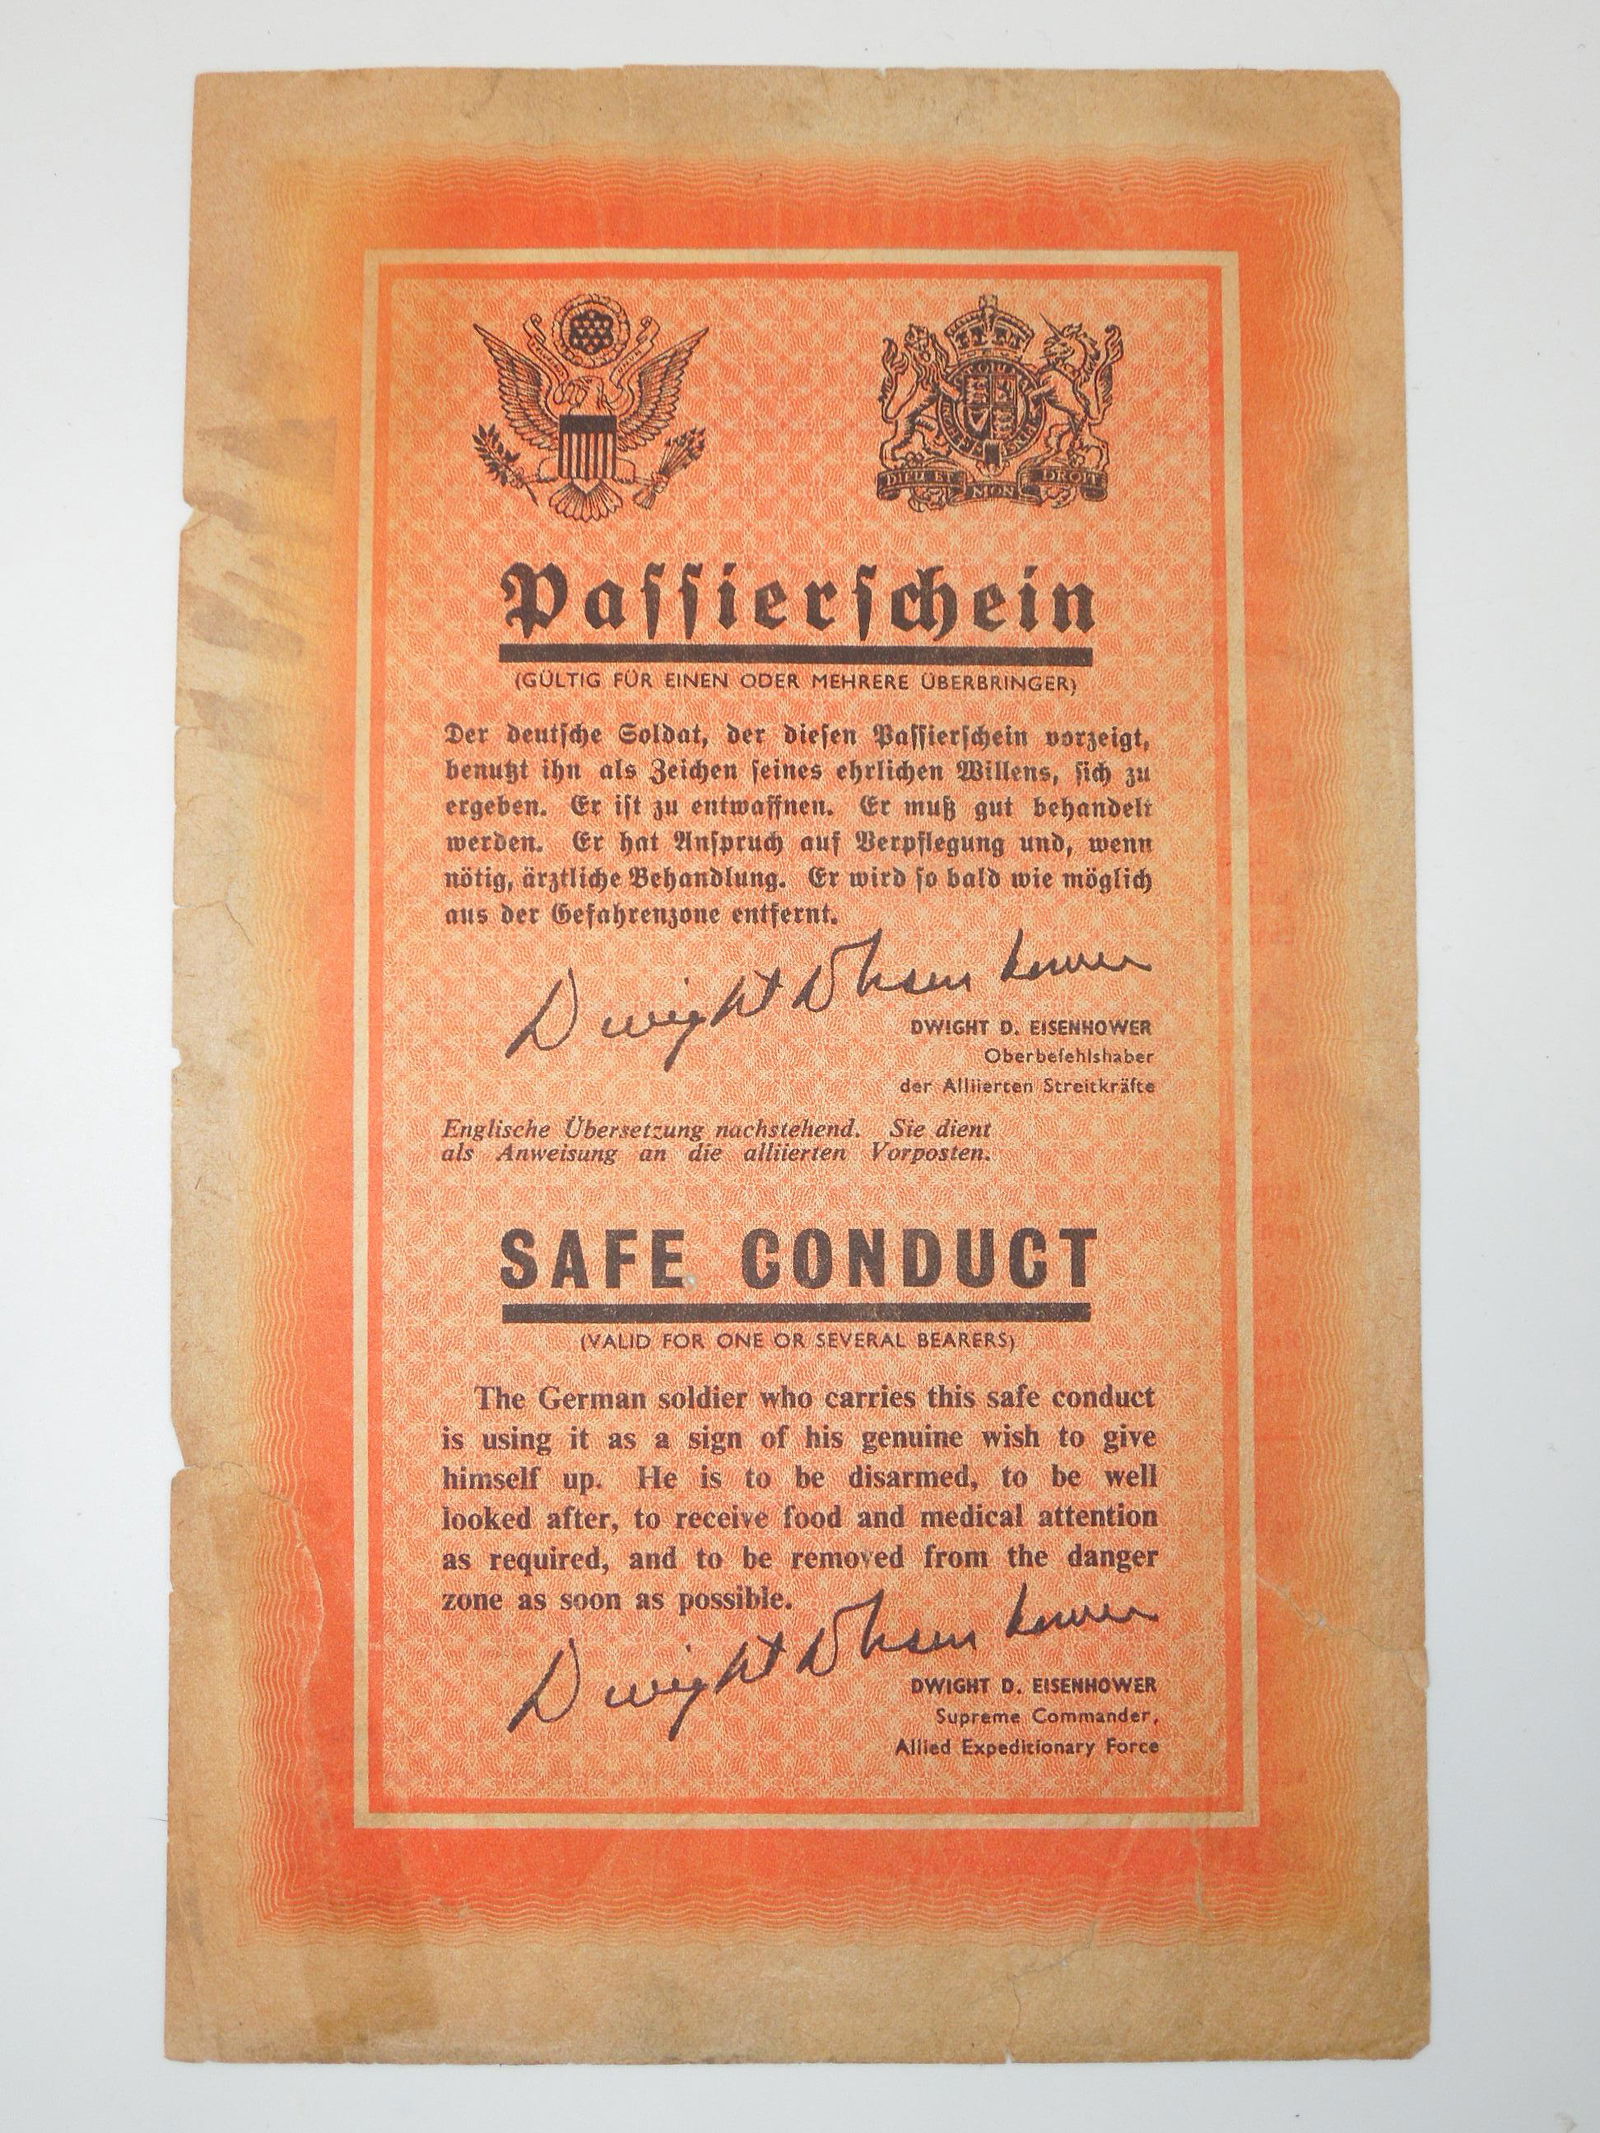 DIEU ET MON DROIT
Passierschein
(GÜLTIG FÜR EINEN ODER MEHRERE ÜBERBRINGER)
Der deutsche Soldat, der diesen Passierschein vorzeigt,
benutzt ihn als Zeichen seines ehrlichen Willens, sich zu
ergeben. Er ist zu entwaffnen. Er muß gut behandelt
werden. Er hat Anspruch auf Verpflegung und, wenn
nötig, ärztliche Behandlung. Er wird so bald wie möglich
aus der Gefahrenzone entfernt.
Dwight D Eisenhower
DWIGHT D. EISENHOWER
Oberbefehlshaber
der Alliierten Streitkräfte
Englische Übersetzung nachstehend. Sie dient
als Anweisung an die alliierten Vorposten.
SAFE CONDUCT
(VALID FOR ONE OR SEVERAL BEARERS)
The German soldier who carries this safe conduct
is using it as a sign of his genuine wish to give
himself up. He is to be disarmed, to be well
looked after, to receive food and medical attention
as required, and to be removed from the danger
zone as soon as possible.
Dwight D Eisenhower
DWIGHT D. EISENHOWER
Supreme Commander,
Allied Expeditionary Force